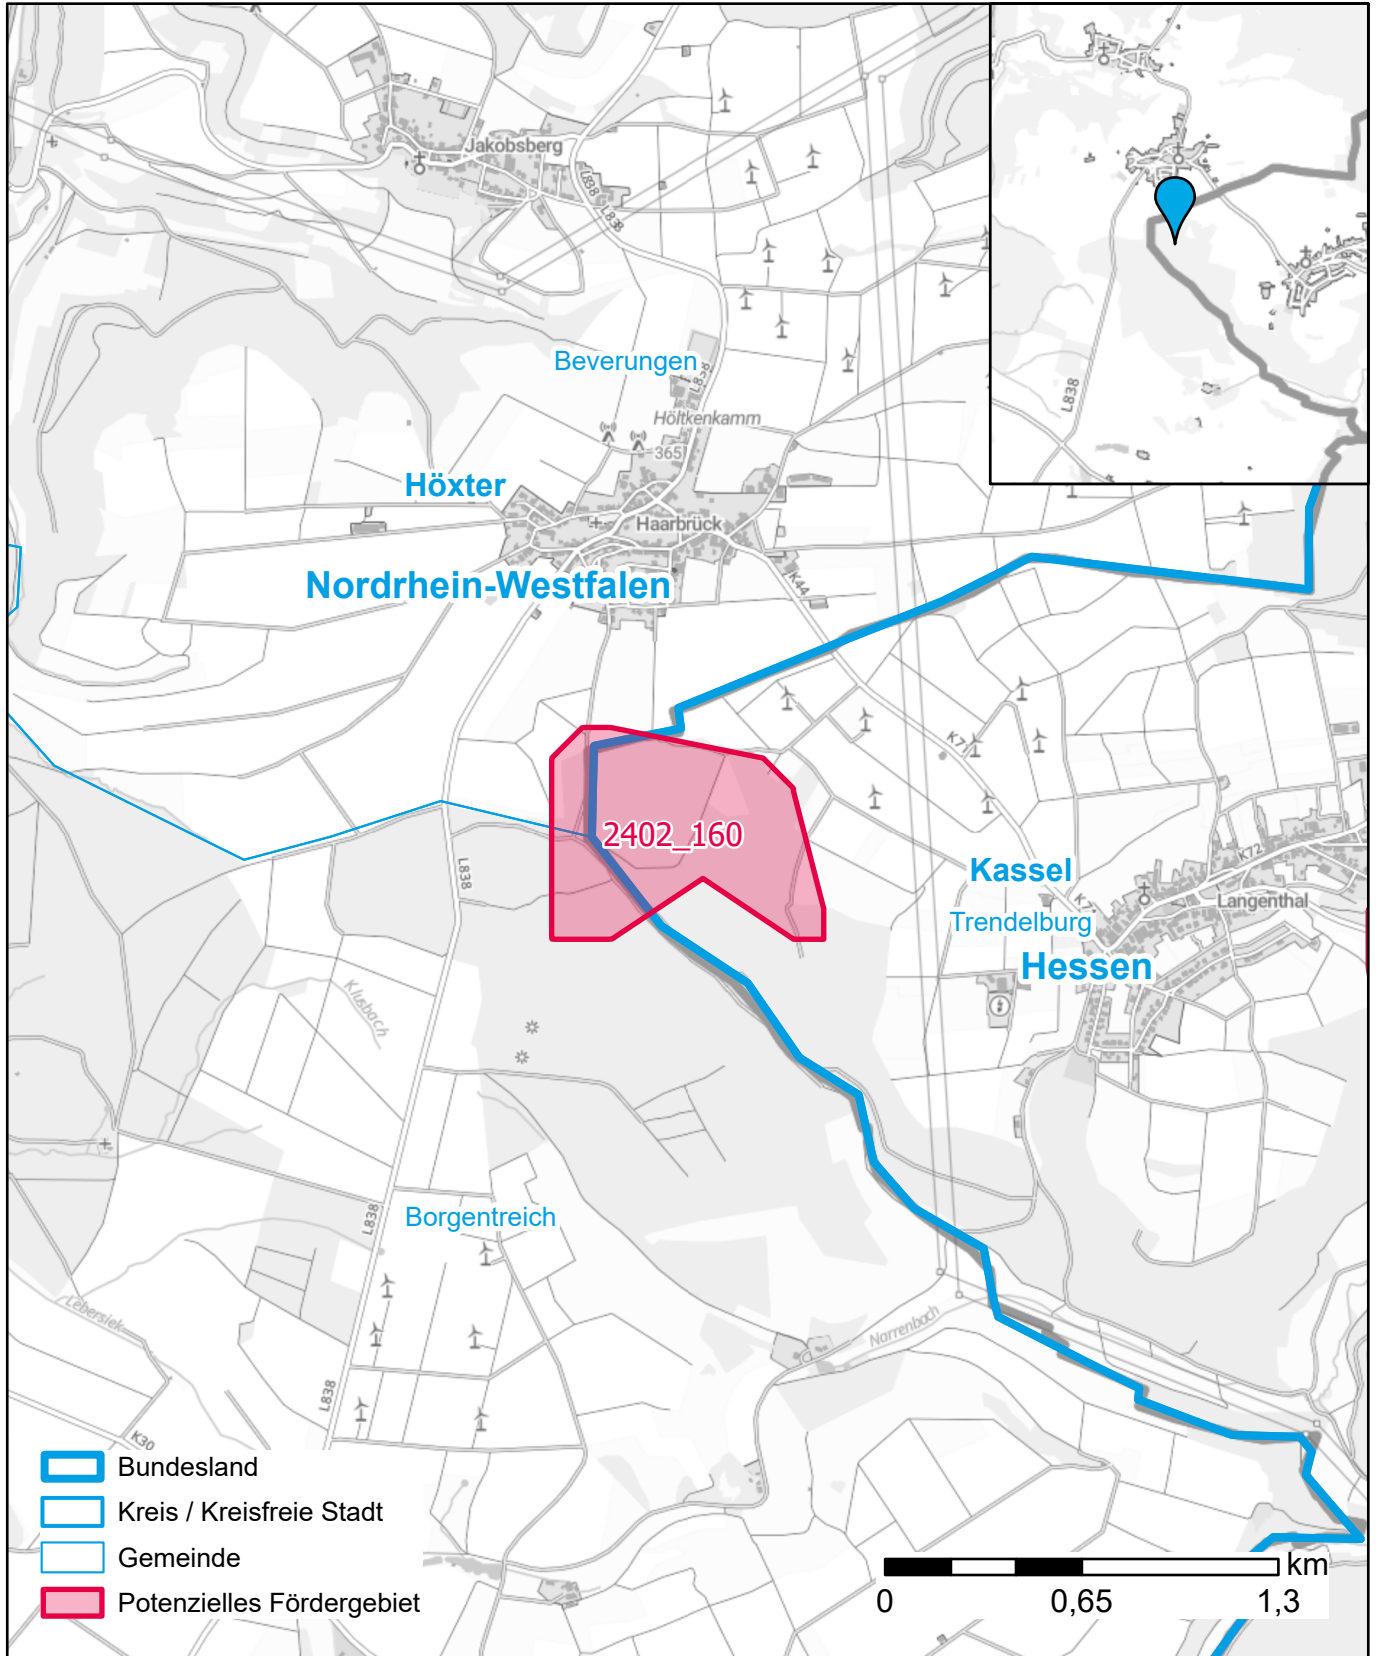 Jakobsberg
L838
L838
L838
Beverungen
L838
Höltkenkamm
365
Höxter
Haarbrück
Nordrhein-Westfalen
K44
K71
2402_160
Kassel
K72
L838
K7
Langenthal
Trendelburg
Hessen
Klusbach
Borgentreich
L838
Lebersiek
Narrenbach
L838
K30
Bundesland
Kreis / Kreisfreie Stadt
Gemeinde
Potenzielles Fördergebiet
km
0 0,65 1,3